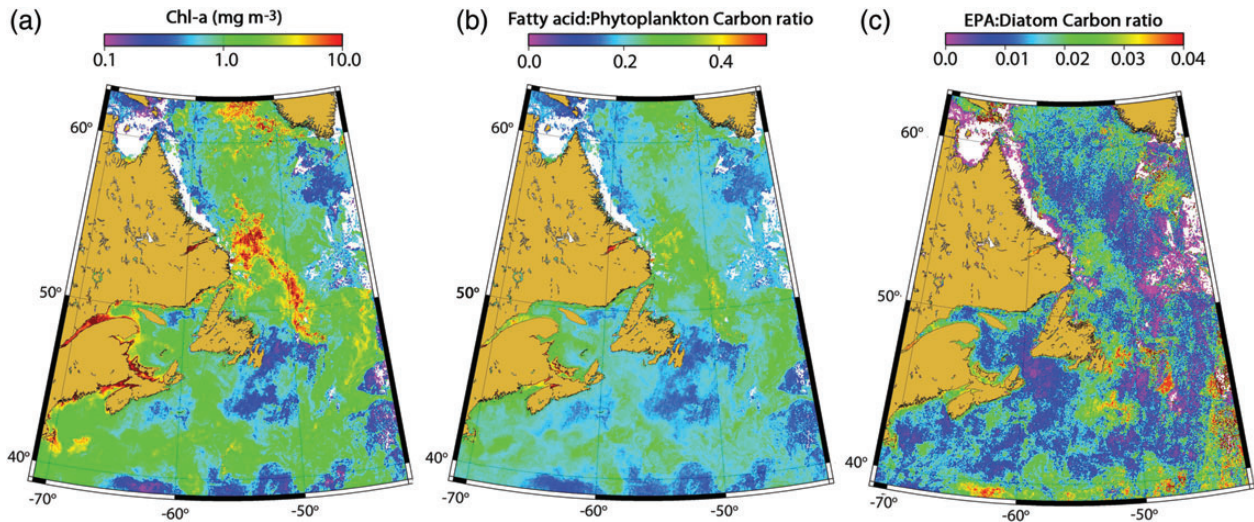 (a)
Chl-a (mg m-3)
0.1 1.0 10.0
60°
50°
40°
-70°
-60°
-50°
(b)
Fatty acid:Phytoplankton Carbon ratio
0.0 0.2 0.4
60°
50°
40°
-70°
-60°
-50°
(c)
EPA:Diatom Carbon ratio
0.0 0.01 0.02 0.03 0.04
60°
50°
40°
-70°
-60°
-50°